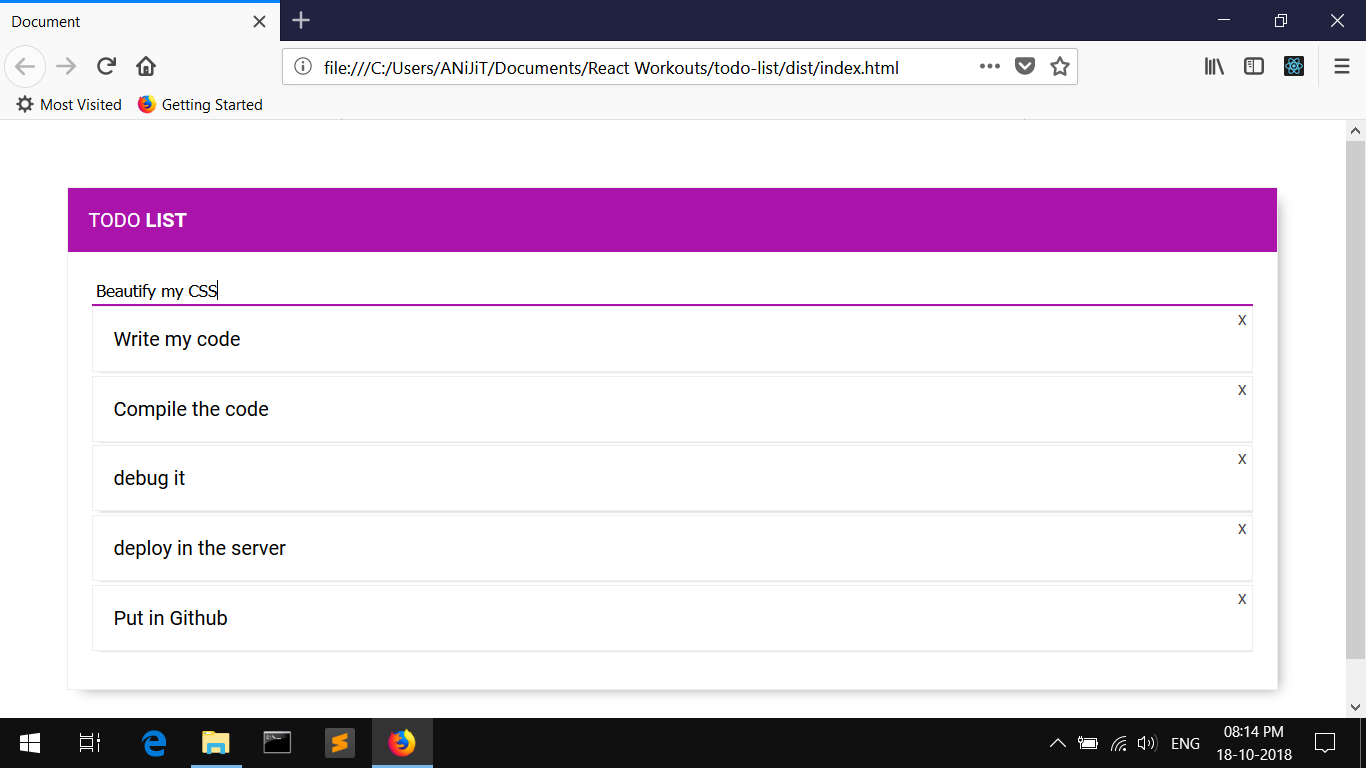 Document
file:///C:/Users/ANiJiT/Documents/React Workouts/todo-list/dist/index.html
Most Visited Getting Started
TODO LIST
Beautify my CSS
Write my code X
Compile the code X
debug it X
deploy in the server X
Put in Github X
ENG 08:14 PM
18-10-2018